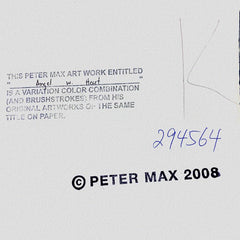 THIS PETER MAX ART WORK ENTITLED
" Angel w. Heart "
IS A VARIATION COLOR COMBINATION
(AND BRUSHSTROKES) FROM HIS
ORIGINAL ARTWORKS OF THE SAME
TITLE ON PAPER.
294564
© PETER MAX 2008